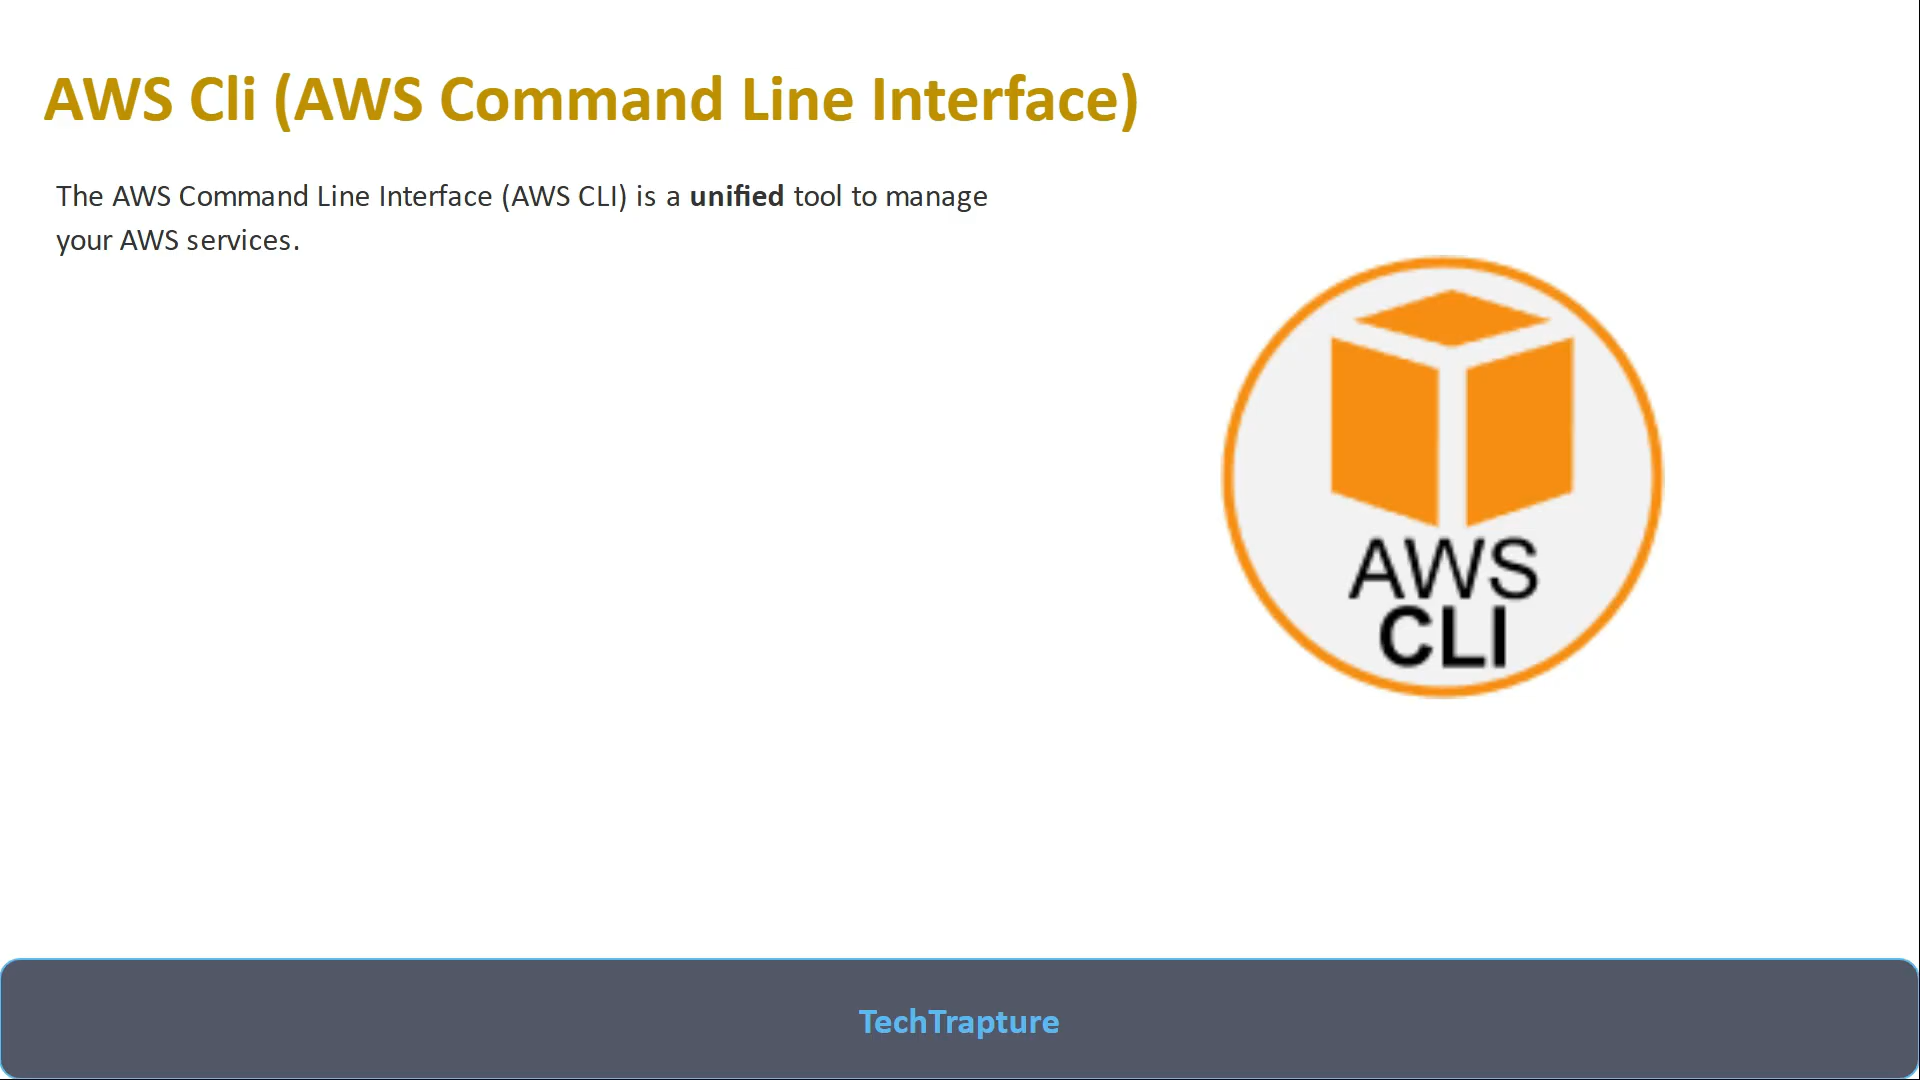 AWS Cli (AWS Command Line Interface)
The AWS Command Line Interface (AWS CLI) is a unified tool to manage
your AWS services.
AWS
CLI
TechTrapture